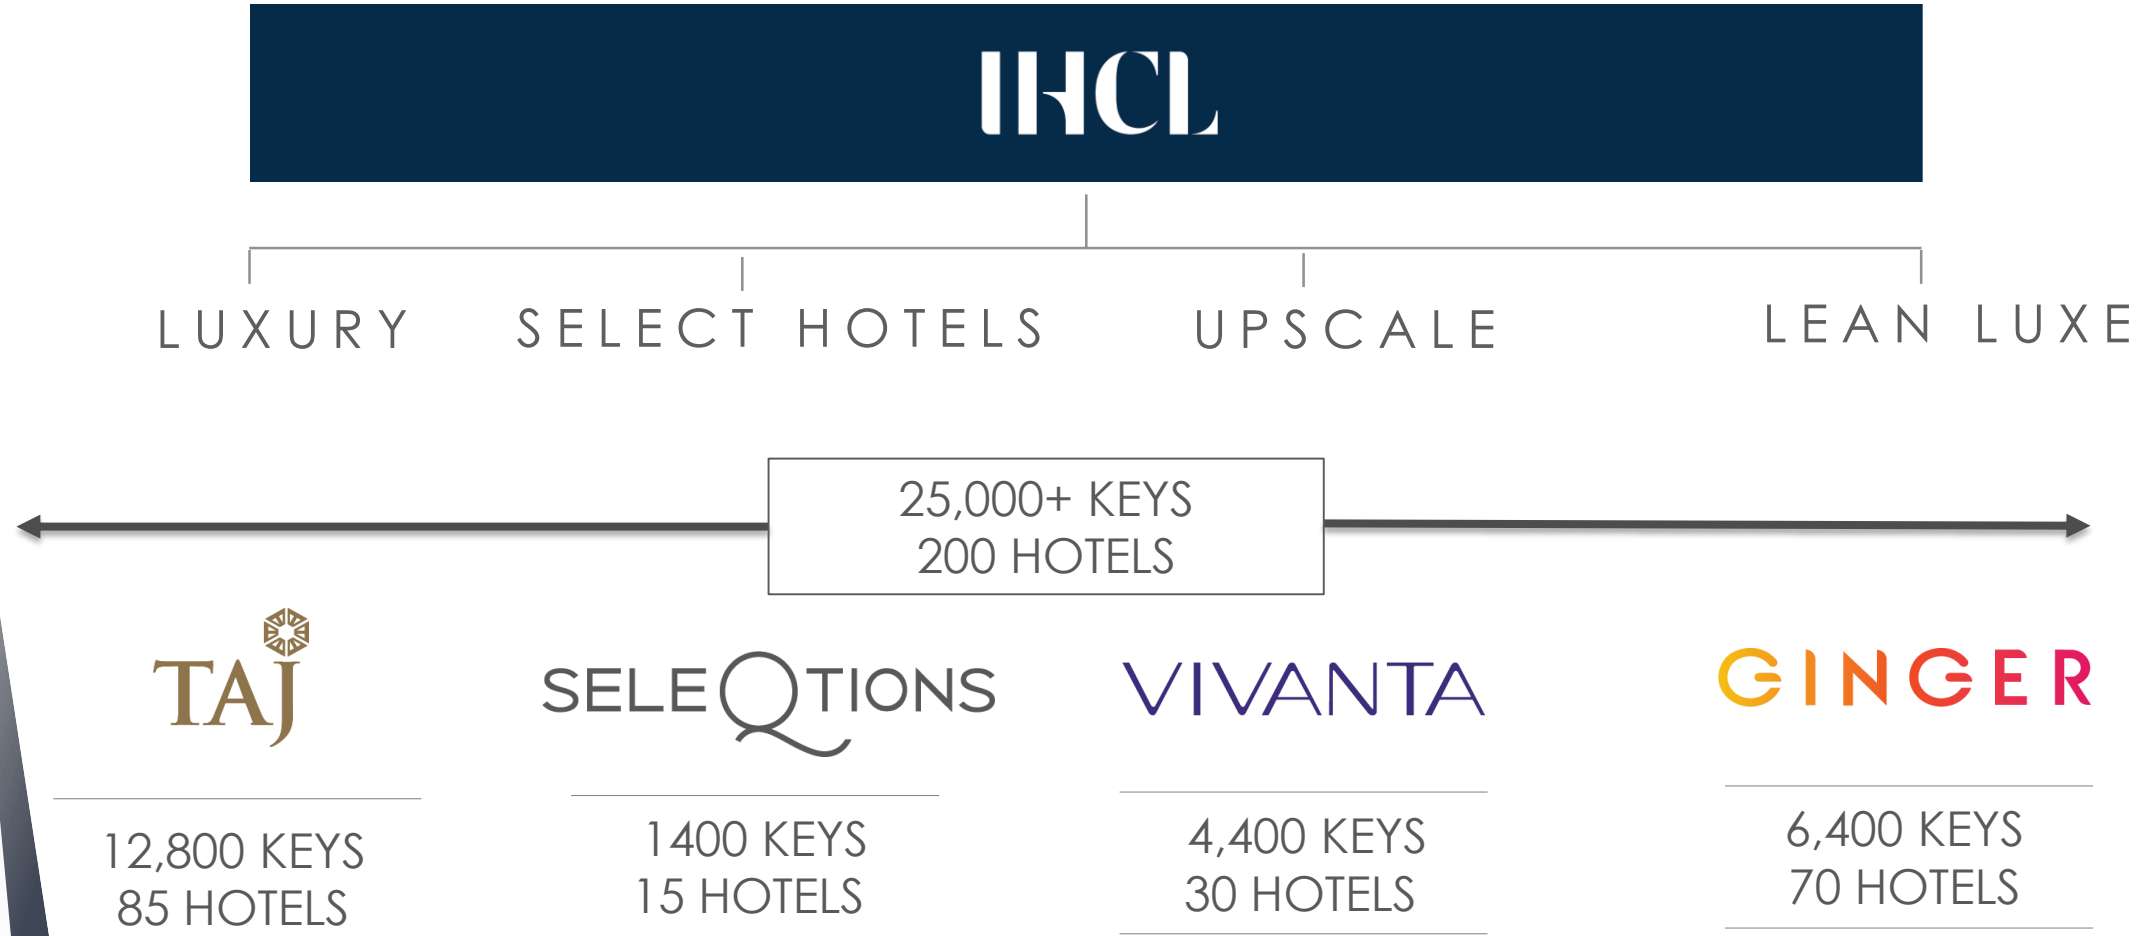 IHCL
LUXURY
SELECT HOTELS
UPSCALE
LEAN LUXE
25,000+ KEYS
200 HOTELS
TAJ
SELEQTIONS
VIVANTA
GINGER
12,800 KEYS
85 HOTELS
1400 KEYS
15 HOTELS
4,400 KEYS
30 HOTELS
6,400 KEYS
70 HOTELS